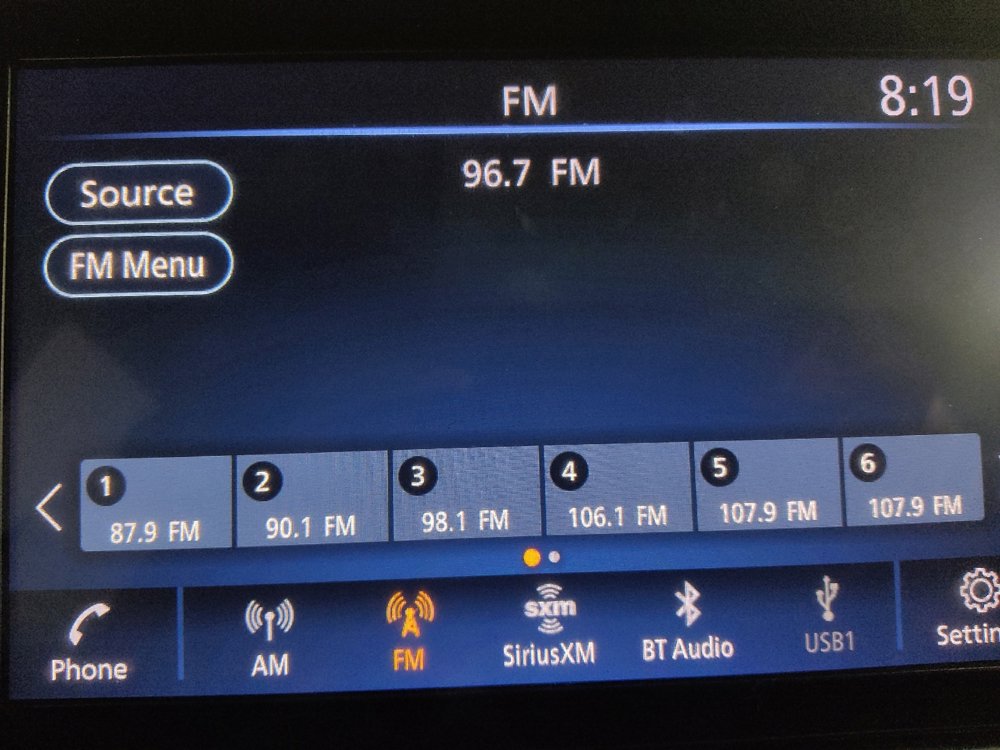 FM
8:19
96.7 FM
Source
FM Menu
1
87.9 FM
2
90.1 FM
3
98.1 FM
4
106.1 FM
5
107.9 FM
6
107.9 FM
Phone
AM
FM
sxm
SiriusXM
BT Audio
USB1
Settin